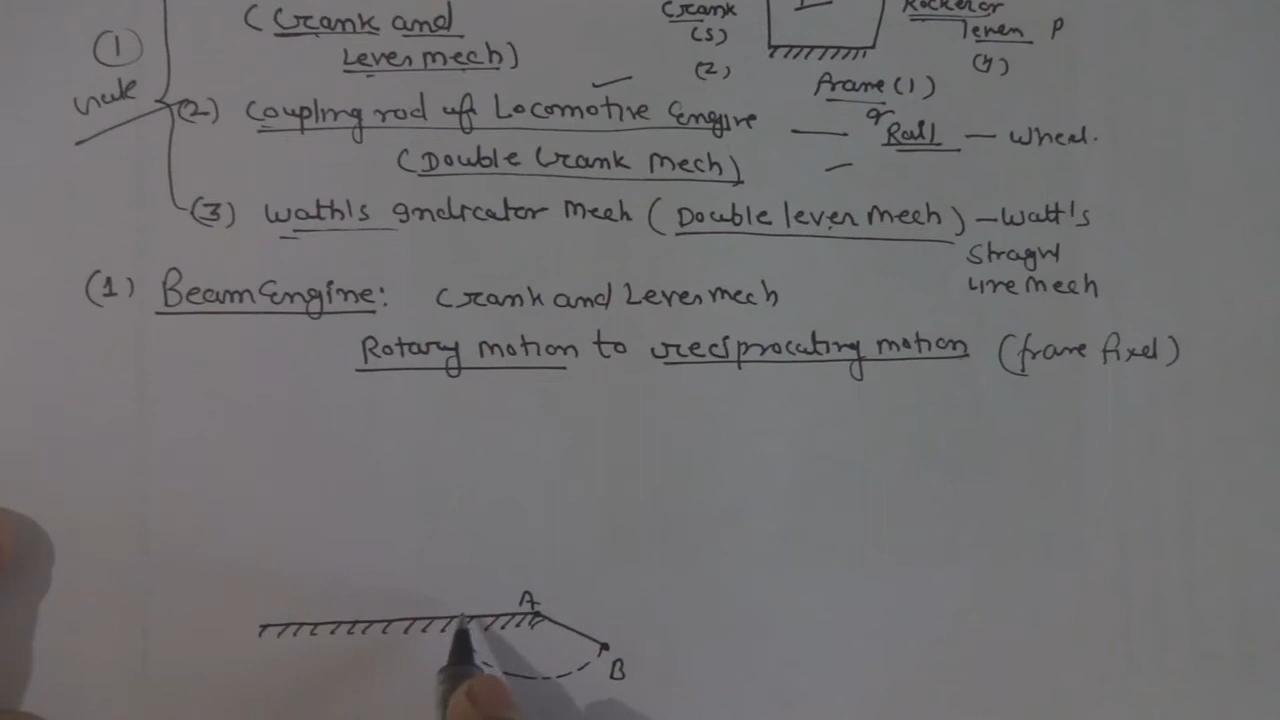 (Crank and
Lever mech)
Crank
(S)
(2)
Rocker or
lever P
(4)
frame (1)
or
Rail — wheel.
(1)
(2) Coupling rod of Locomotive Engine —
(Double Crank Mech) —
(3) wath's Indicator Mech (Double lever Mech) – Watt's
Straght
line mech
(1) Beam Engine: Crank and Lever mech
Rotary motion to reciprocating motion (frame fixed)
A
B